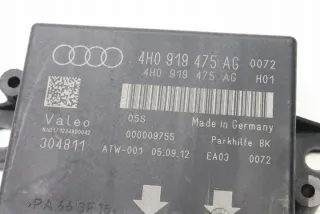 4H0 919 475 AG 0072
4H0 919 475 AG H01
Valeo
OSS
Made in Germany
000009755
Parkhilfe 8K
304811
ATW-001 05.09.12 EA03 0072